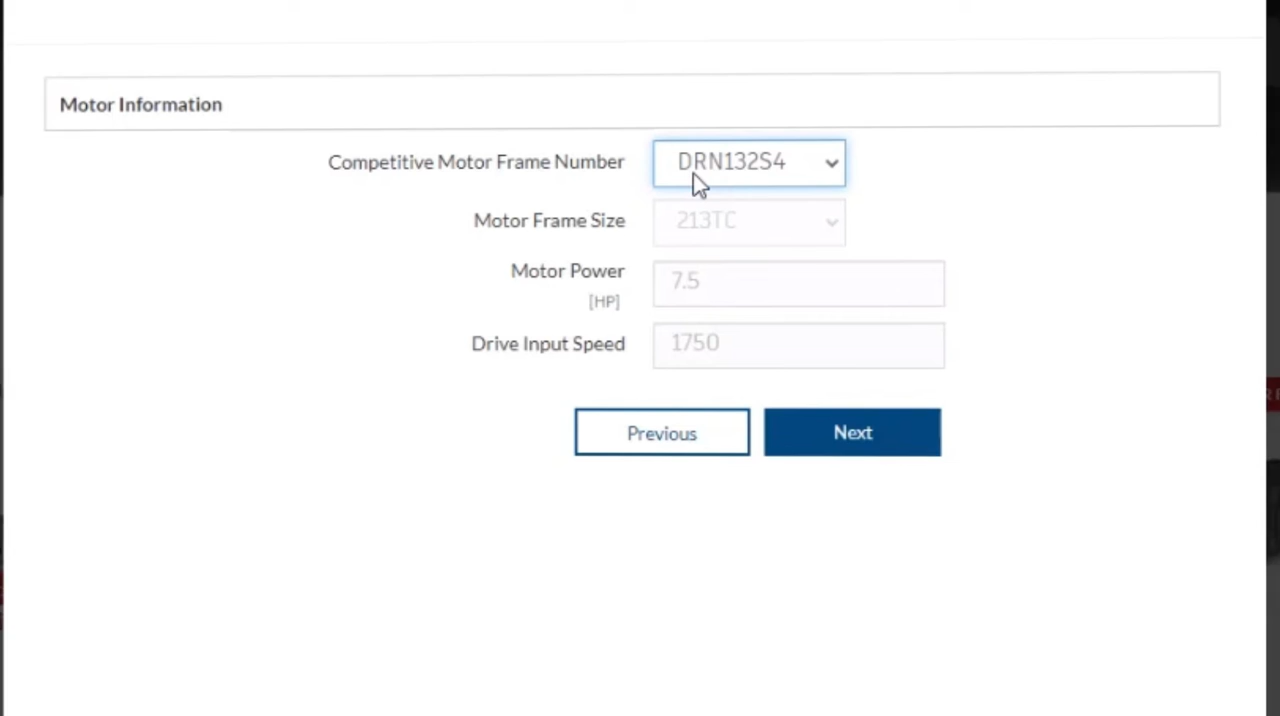 Motor Information
Competitive Motor Frame Number DRN132S4
Motor Frame Size 213TC
Motor Power 7.5
[HP]
Drive Input Speed 1750
Previous Next